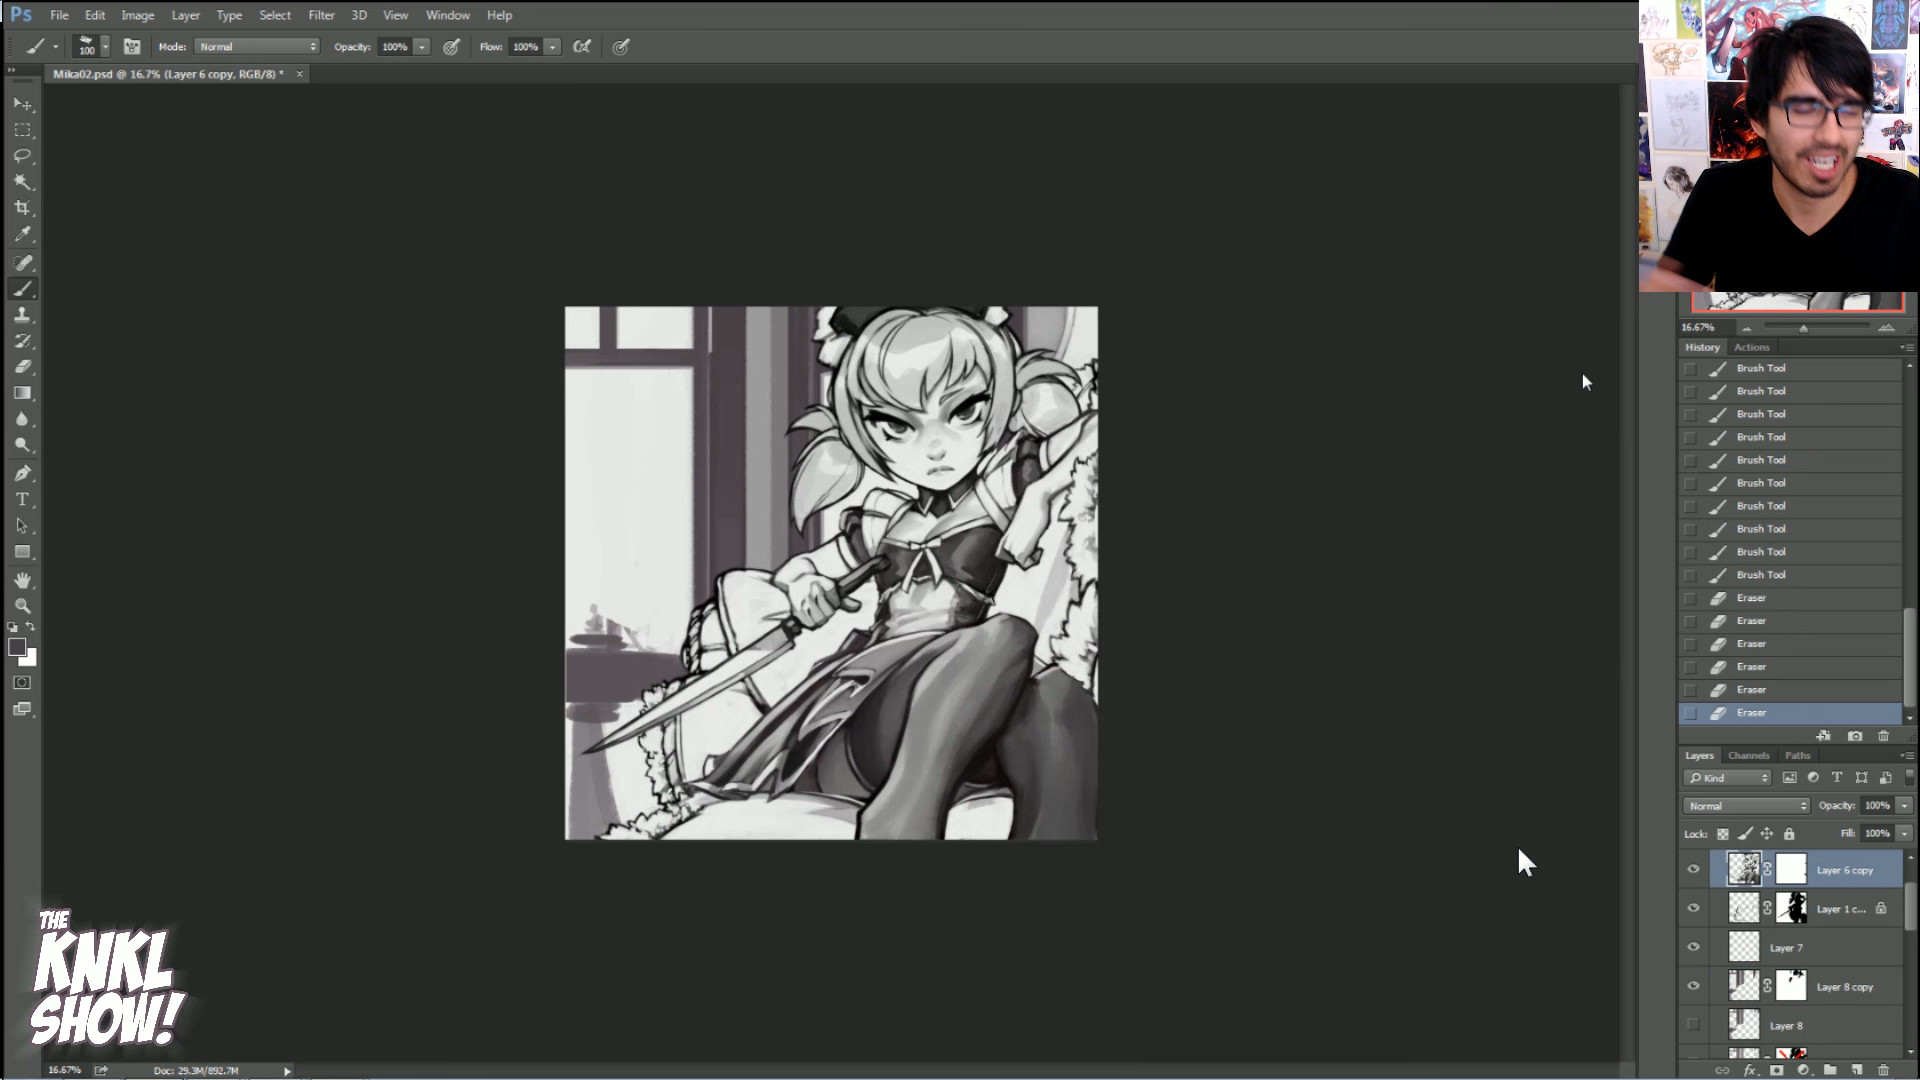 Ps File Edit Image Layer Type Select Filter 3D View Window Help
100 Mode: Normal Opacity: 100% Flow: 100%
Mika02.psd @ 16.7% (Layer 6 copy, RGB/8) * ×
16.67%
History Actions
Brush Tool
Brush Tool
Brush Tool
Brush Tool
Brush Tool
Brush Tool
Brush Tool
Brush Tool
Brush Tool
Brush Tool
Eraser
Eraser
Eraser
Eraser
Eraser
Eraser
Layers Channels Paths
Kind
Normal Opacity: 100%
Lock: Fill: 100%
Layer 6 copy
Layer 1 c...
Layer 7
Layer 8 copy
Layer 8
THE
KNKL
SHOW!
16.67% Doc: 29.3M/892.7M